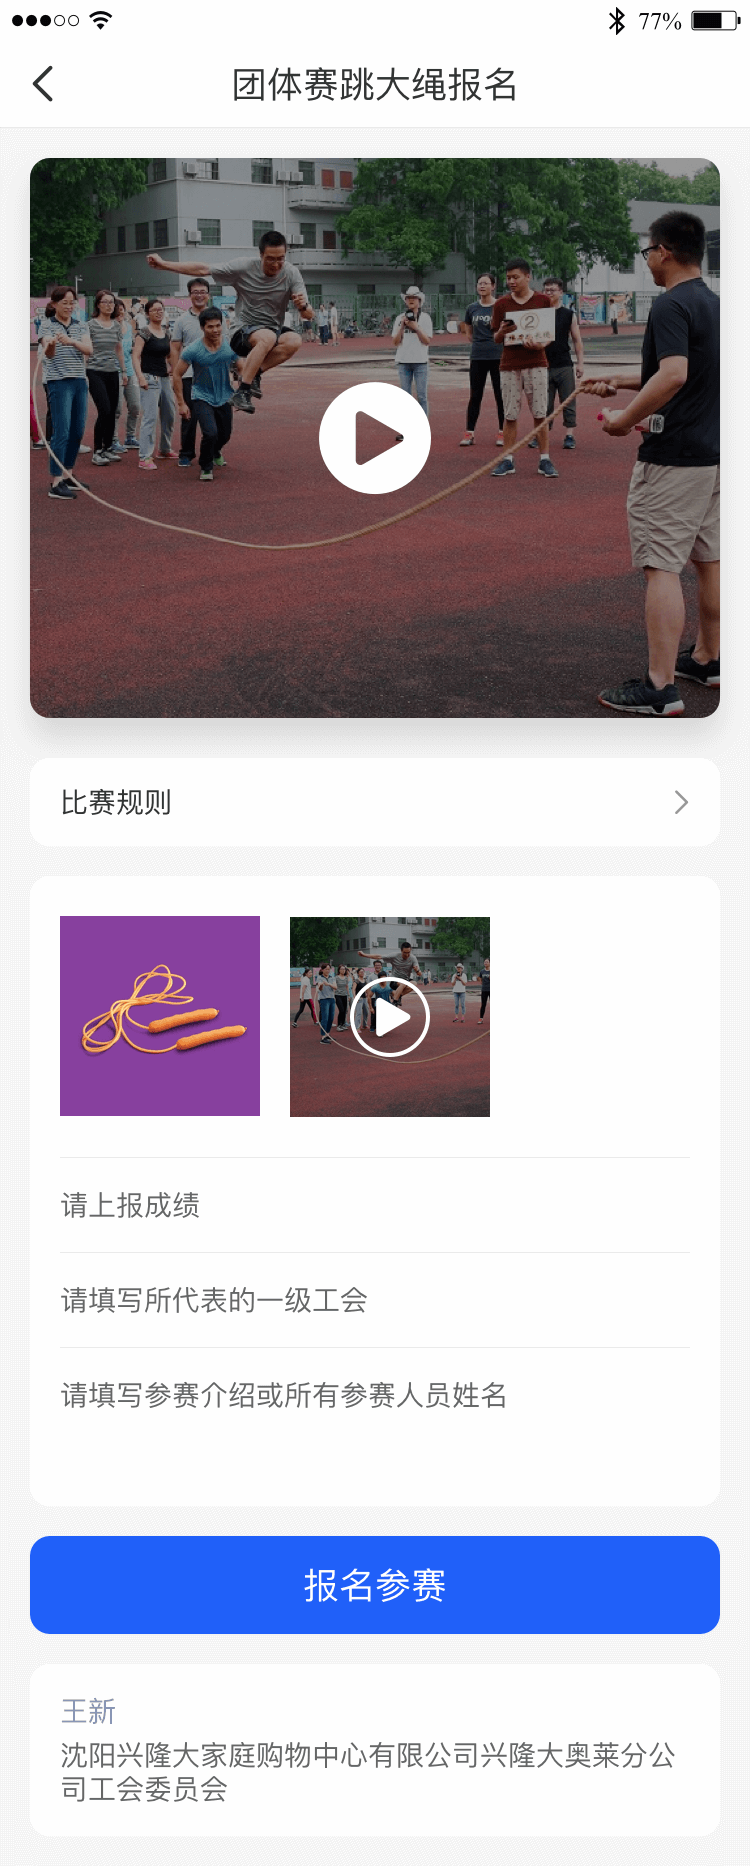 77%
团体赛跳大绳报名
②
比赛规则
请上报成绩
请填写所代表的一级工会
请填写参赛介绍或所有参赛人员姓名
报名参赛
王新
沈阳兴隆大家庭购物中心有限公司兴隆大奥莱分公
司工会委员会